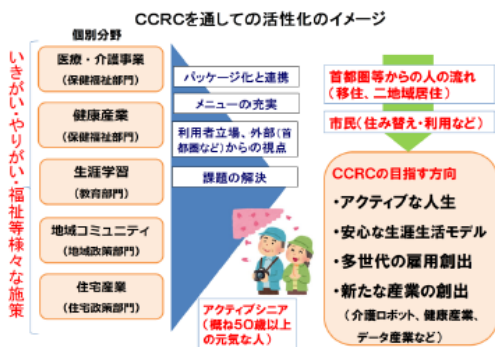 CCRCを通しての活性化のイメージ
個別分野
いきがい・やりがい・福祉等様々な施策
医療・介護事業
（保健福祉部門）
健康産業
（保健福祉部門）
生涯学習
（教育部門）
地域コミュニティ
（地域政策部門）
住宅産業
（住宅政策部門）
パッケージ化と連携
メニューの充実
利用者立場、外部（首
都圏など）からの視点
課題の解決
アクティブシニア
（概ね５０歳以上
の元気な人）
首都圏等からの人の流れ
（移住、二地域居住）
市民（住み替え・利用など）
CCRCの目指す方向
・アクティブな人生
・安心な生涯生活モデル
・多世代の雇用創出
・新たな産業の創出
（介護ロボット、健康産業、
データ産業など）